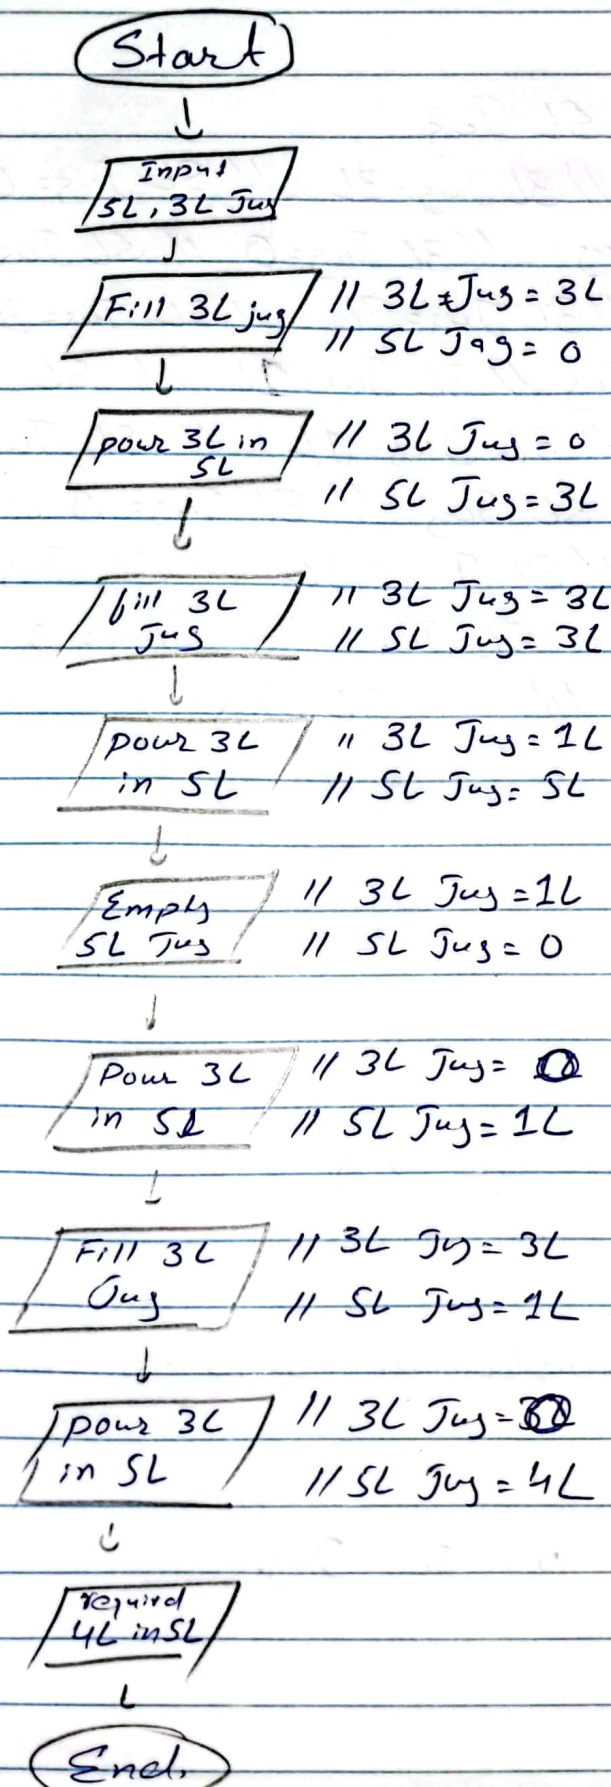 Start
Input
5L, 3L Jug
Fill 3L jug
// 3L Jug = 3L
// 5L Jag = 0
pour 3L in
5L
// 3L Jug = 0
// 5L Jug = 3L
fill 3L
Jug
// 3L Jug = 3L
// 5L Jug = 3L
pour 3L
in 5L
// 3L Jug = 1L
// 5L Jug = 5L
Empty
5L Jug
// 3L Jug = 1L
// 5L Jug = 0
Pour 3L
in 5L
// 3L Jug = 0
// 5L Jug = 1L
Fill 3L
Jug
// 3L Jug = 3L
// 5L Jug = 1L
pour 3L
in 5L
// 3L Jug = 0
// 5L Jug = 4L
required
4L in 5L
End.